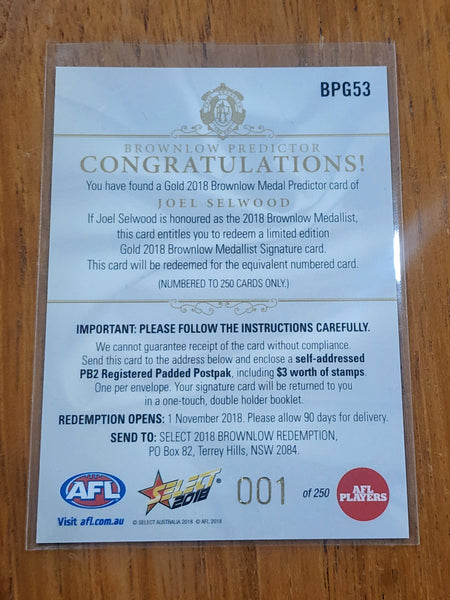 BPG53
BROWNLOW PREDICTOR
CONGRATULATIONS!
You have found a Gold 2018 Brownlow Medal Predictor card of
JOEL SELWOOD
If Joel Selwood is honoured as the 2018 Brownlow Medallist,
this card entitles you to redeem a limited edition
Gold 2018 Brownlow Medallist Signature card.
This card will be redeemed for the equivalent numbered card.
(NUMBERED TO 250 CARDS ONLY.)
IMPORTANT: PLEASE FOLLOW THE INSTRUCTIONS CAREFULLY.
We cannot guarantee receipt of the card without compliance.
Send this card to the address below and enclose a self-addressed
PB2 Registered Padded Postpak, including $3 worth of stamps.
One per envelope. Your signature card will be returned to you
in a one-touch, double holder booklet.
REDEMPTION OPENS: 1 November 2018. Please allow 90 days for delivery.
SEND TO: SELECT 2018 BROWNLOW REDEMPTION,
PO Box 82, Terrey Hills, NSW 2084.
AFL
SELECT
2018
001 of 250
AFL
PLAYERS
Visit afl.com.au
© SELECT AUSTRALIA 2018 © AFL 2018